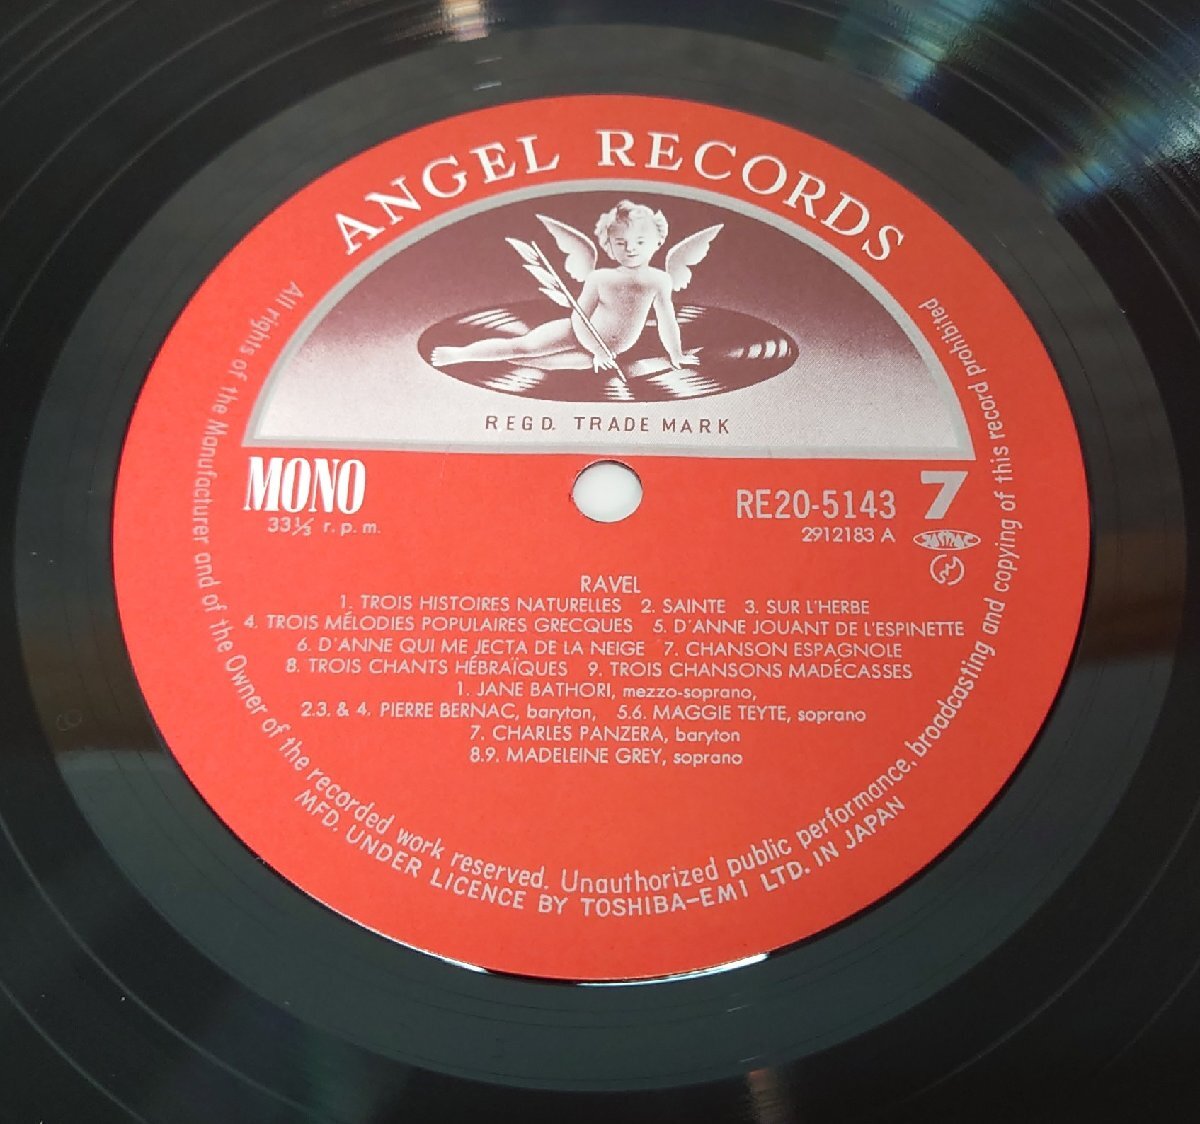 ANGEL RECORDS
REGD. TRADE MARK
MONO
33⅓ r.p.m.
RE20-5143
2912183 A
7
RAVEL
1. TROIS HISTOIRES NATURELLES 2. SAINTE 3. SUR L'HERBE
4. TROIS MÉLODIES POPULAIRES GRECQUES 5. D'ANNE JOUANT DE L'ESPINETTE
6. D'ANNE QUI ME JECTA DE LA NEIGE 7. CHANSON ESPAGNOLE
8. TROIS CHANTS HÉBRAÏQUES 9. TROIS CHANSONS MADÉCASSES
1. JANE BATHORI, mezzo-soprano,
2.3. & 4. PIERRE BERNAC, baryton, 5.6. MAGGIE TEYTE, soprano
7. CHARLES PANZERA, baryton
8.9. MADELEINE GREY, soprano
All rights of the Manufacturer and of the Owner of the recorded work reserved. Unauthorized public performance, broadcasting and copying of this record prohibited
MFD. UNDER LICENCE BY TOSHIBA-EMI LTD. IN JAPAN